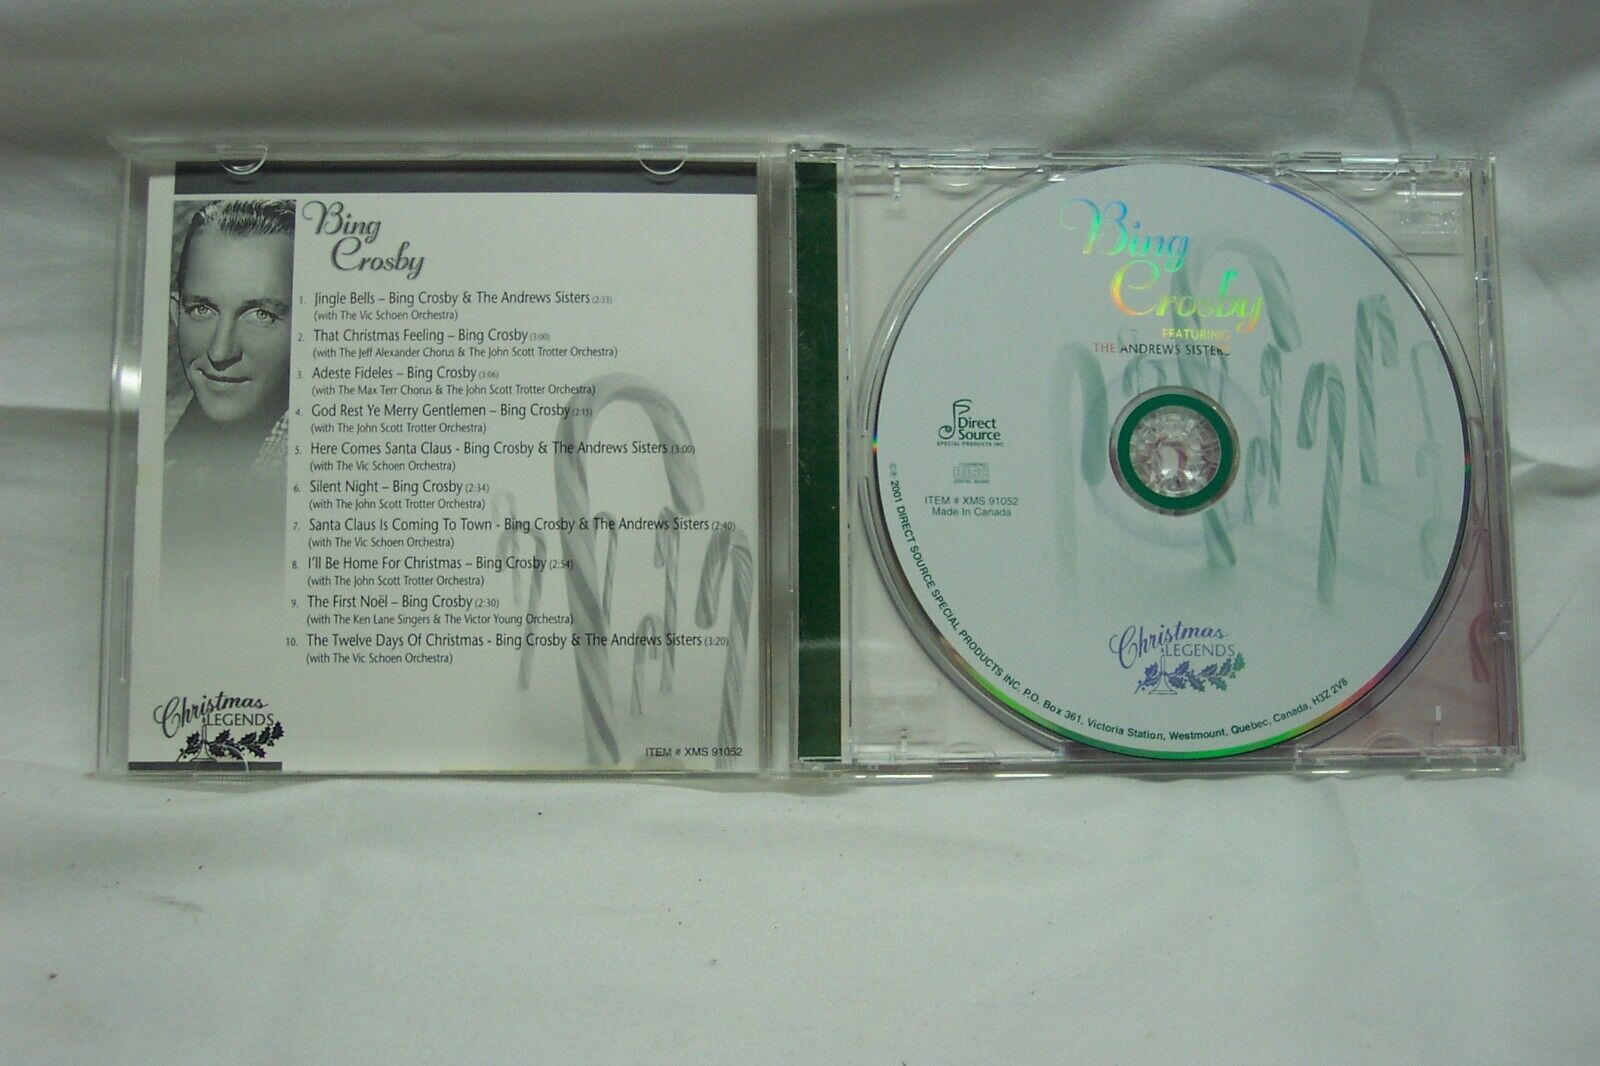 Bing
Crosby
1. Jingle Bells – Bing Crosby & The Andrews Sisters (2:33)
(with The Vic Schoen Orchestra)
2. That Christmas Feeling – Bing Crosby (3:00)
(with The Jeff Alexander Chorus & The John Scott Trotter Orchestra)
3. Adeste Fideles – Bing Crosby (3:06)
(with The Max Terr Chorus & The John Scott Trotter Orchestra)
4. God Rest Ye Merry Gentlemen – Bing Crosby (2:15)
(with The John Scott Trotter Orchestra)
5. Here Comes Santa Claus - Bing Crosby & The Andrews Sisters (3:00)
(with The Vic Schoen Orchestra)
6. Silent Night – Bing Crosby (2:34)
(with The John Scott Trotter Orchestra)
7. Santa Claus Is Coming To Town - Bing Crosby & The Andrews Sisters (2:40)
(with The Vic Schoen Orchestra)
8. I'll Be Home For Christmas – Bing Crosby (2:54)
(with The John Scott Trotter Orchestra)
9. The First Noël – Bing Crosby (2:30)
(with The Ken Lane Singers & The Victor Young Orchestra)
10. The Twelve Days Of Christmas - Bing Crosby & The Andrews Sisters (3:20)
(with The Vic Schoen Orchestra)
Christmas
LEGENDS
ITEM # XMS 91052
Bing
Crosby
FEATURING
THE ANDREWS SISTERS
Direct
Source
SPECIAL PRODUCTS INC.
COMPACT
disc
DIGITAL AUDIO
ITEM # XMS 91052
Made In Canada
Christmas
LEGENDS
©℗ 2001 DIRECT SOURCE SPECIAL PRODUCTS INC. P.O. Box 361, Victoria Station, Westmount, Quebec, Canada, H3Z 2V8